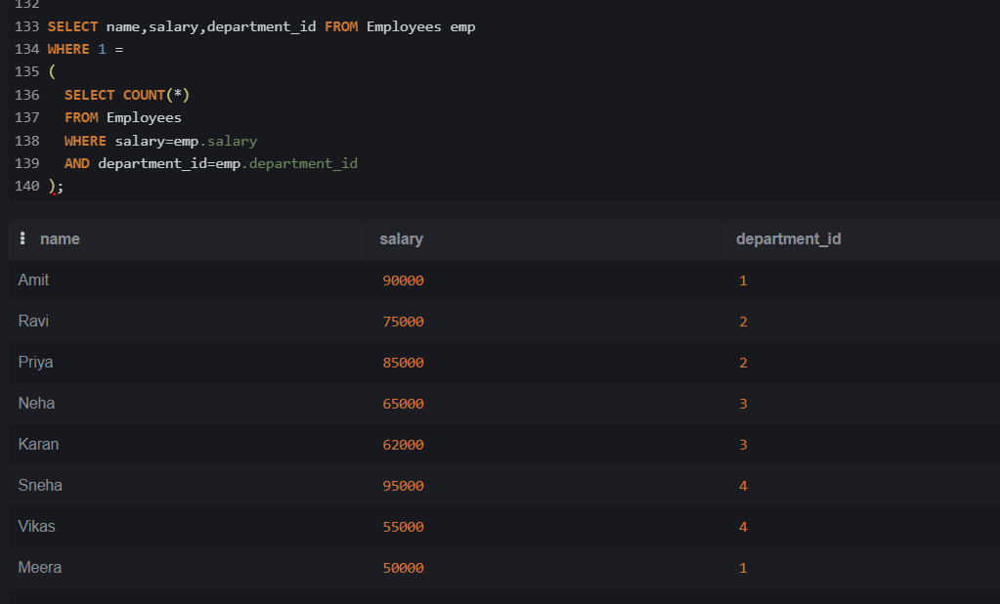 132
133 SELECT name,salary,department_id FROM Employees emp
134 WHERE 1 =
135 (
136 SELECT COUNT(*)
137 FROM Employees
138 WHERE salary=emp.salary
139 AND department_id=emp.department_id
140 );
name salary department_id
Amit 90000 1
Ravi 75000 2
Priya 85000 2
Neha 65000 3
Karan 62000 3
Sneha 95000 4
Vikas 55000 4
Meera 50000 1